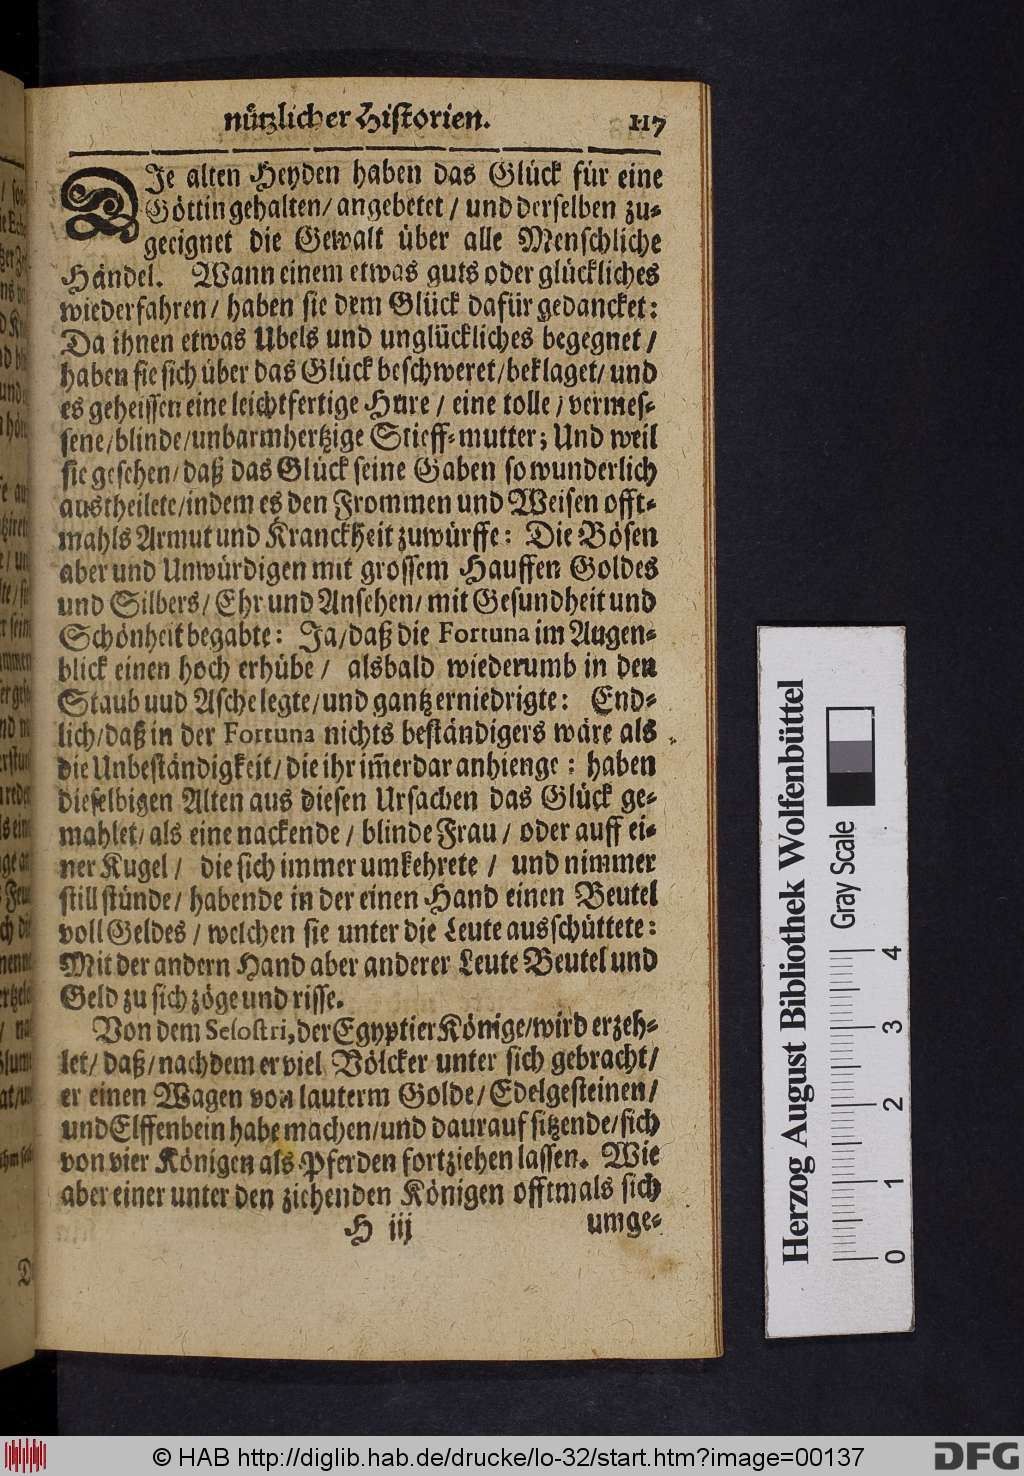 nützlicher Historien. 117
DIe alten Heyden haben das Glück für eine
Göttin gehalten/ angebetet / und derselben zu-
geeignet die Gewalt über alle Menschliche
Händel. Wann einem etwas guts oder glückliches
wiederfahren/ haben sie dem Glück dafür gedancket:
Da ihnen etwas Ubels und unglückliches begegnet /
haben sie sich über das Glück beschweret/beklaget/ und
es geheissen eine leichtfertige Hure / eine tolle / vermes-
sene/blinde/unbarmhertzige Stieff-mutter; Und weil
sie gesehen/ daß das Glück seine Gaben so wunderlich
austheilete/indem es den Frommen und Weisen offt-
mahls Armut und Kranckheit zuwürffe: Die Bösen
aber und Unwürdigen mit grossem Hauffen Goldes
und Silbers/ Ehr und Ansehen/ mit Gesundheit und
Schönheit begabte: Ja/daß die Fortuna im Augen-
blick einen hoch erhübe / alsbald wiederumb in den
Staub uud Asche legte/und gantz erniedrigte: End-
lich/daß in der Fortuna nichts beständigers wäre als
die Unbeständigkeit/die ihr im̃erdar anhienge: haben
dieselbigen Alten aus diesen Ursachen das Glück ge-
mahlet/ als eine nackende / blinde Frau / oder auff ei-
ner Kugel / die sich immer umkehrete / und nimmer
still stünde/ habende in der einen Hand einen Beutel
voll Geldes / welchen sie unter die Leute ausschüttete:
Mit der andern Hand aber anderer Leute Beutel und
Geld zu sich zöge und risse.
Von dem Sesostri, der Egyptier Könige/wird erzeh-
let/ daß/nachdem er viel Völcker unter sich gebracht/
er einen Wagen von lauterm Golde/ Edelgesteinen/
und Elffenbein habe machen/und daurauf sitzende/sich
von vier Königen als Pferden fortziehen lassen. Wie
aber einer unter den ziehenden Königen offtmals sich
H iij umge-
Herzog August Bibliothek Wolfenbüttel
Gray Scale
0 1 2 3 4
© HAB http://diglib.hab.de/drucke/lo-32/start.htm?image=00137
DFG